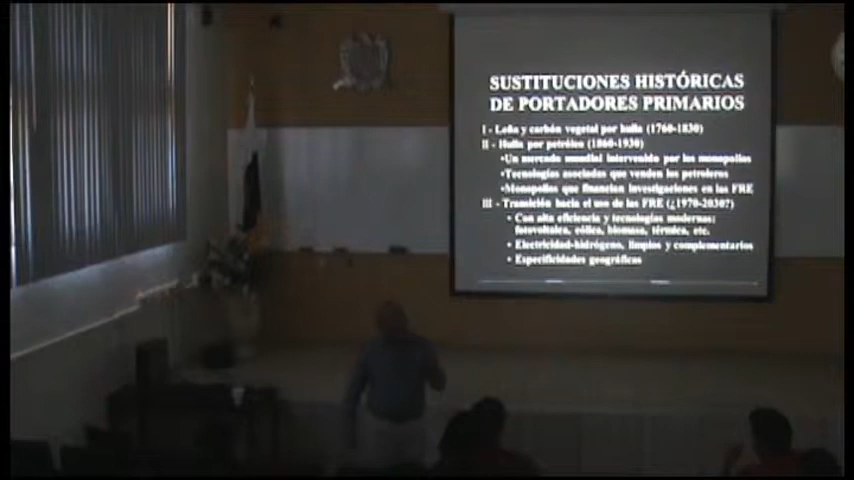 SUSTITUCIONES HISTÓRICAS
DE PORTADORES PRIMARIOS
I - Leña y carbón vegetal por hulla (1760-1830)
II - Hulla por petróleo (1860-1930)
•Un mercado mundial intervenido por los monopolios
•Tecnologías asociadas que venden los petroleros
•Monopolios que financian investigaciones en las FRE
III - Transición hacia el uso de las FRE (¿1970-2030?)
• Con alta eficiencia y tecnologías modernas:
fotovoltaica, eólica, biomasa, térmica, etc.
• Electricidad-hidrógeno, limpios y complementarios
• Especificidades geográficas